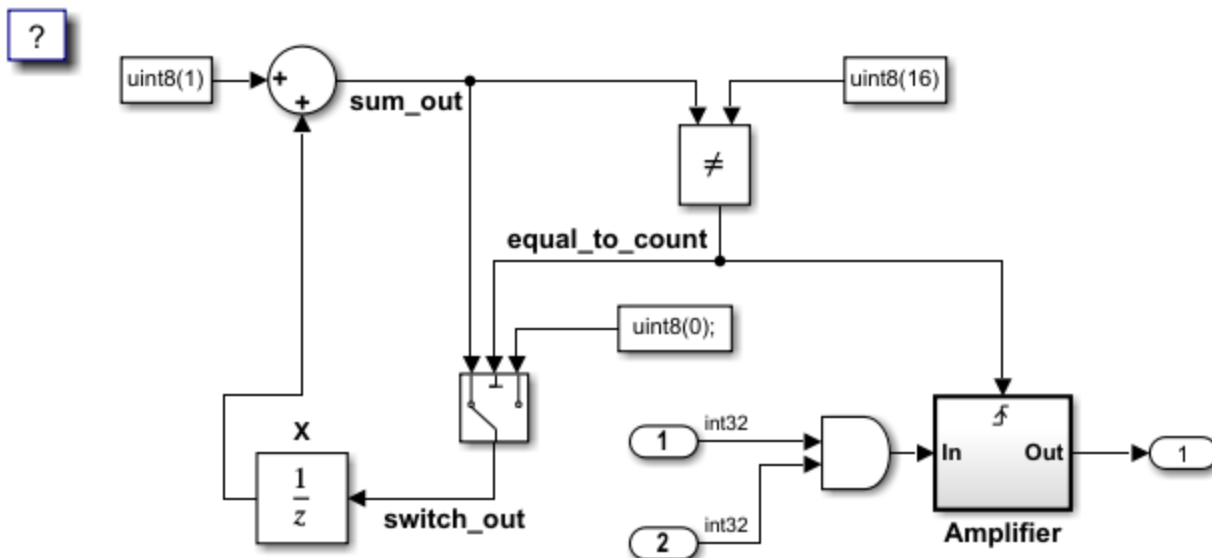 ?
uint8(1)
+
+
sum_out
uint8(16)
≠
equal_to_count
uint8(0);
X
1
z
switch_out
1
int32
2
int32
In
Out
Amplifier
1